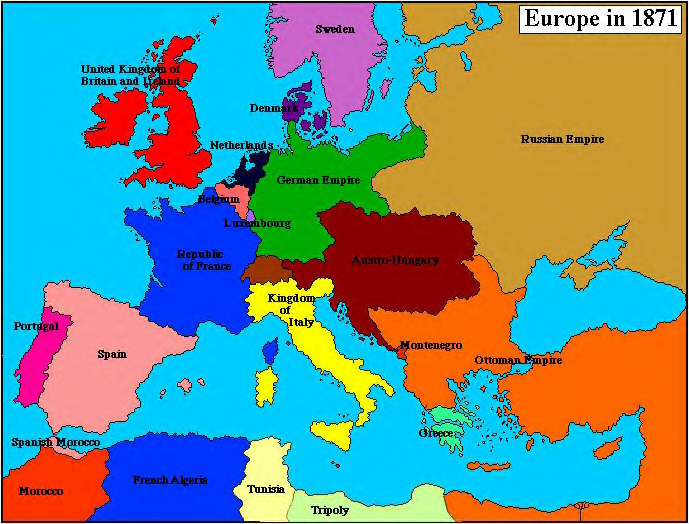 Europe in 1871
Sweden
United Kingdom of
Britain and Ireland
Denmark
Netherlands
Russian Empire
German Empire
Belgium
Luxembourg
Republic
of France
Austro-Hungary
Kingdom
of
Italy
Portugal
Spain
Montenegro
Ottoman Empire
Greece
Spanish Morocco
Morocco
French Algeria
Tunisia
Tripoly